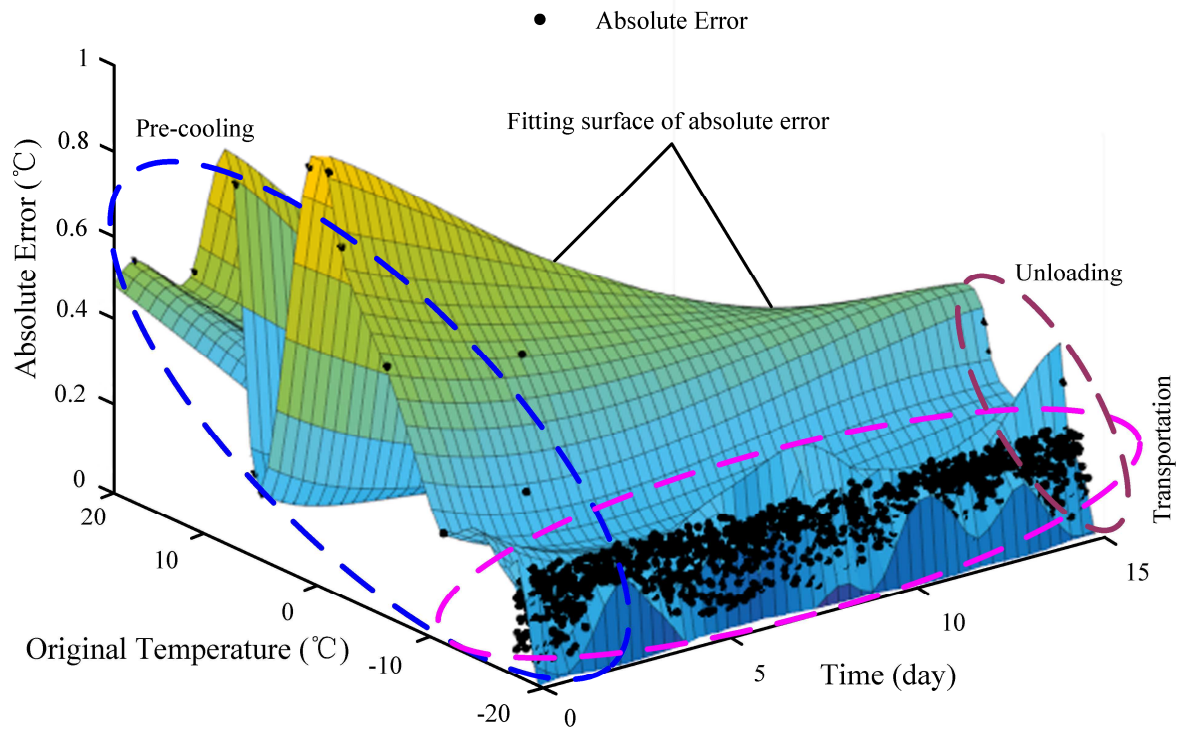 Absolute Error
1
Pre-cooling
Fitting surface of absolute error
0.8
Absolute Error (℃)
0.6
Unloading
0.4
0.2
Transportation
0
20
10
0
-10
-20
Original Temperature (℃)
0
5
10
15
Time (day)